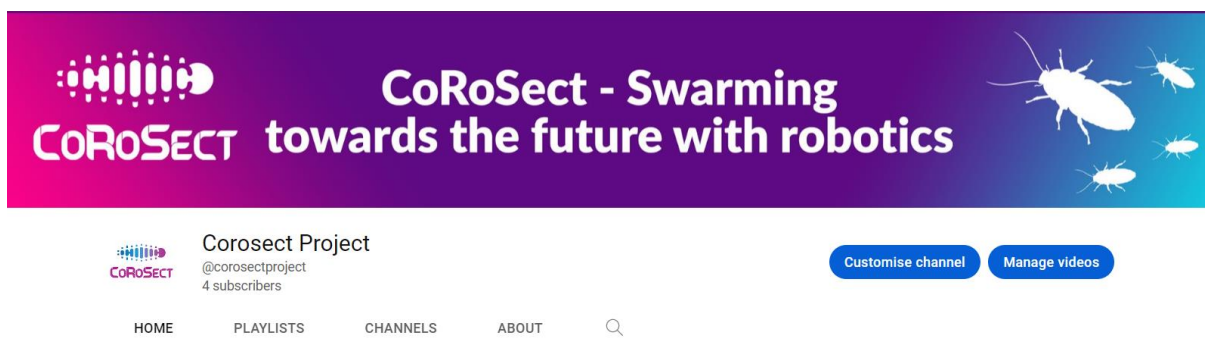 CoRoSect
CoRoSect - Swarming
towards the future with robotics
CoRoSect
Corosect Project
@corosectproject
4 subscribers
Customise channel
Manage videos
HOME PLAYLISTS CHANNELS ABOUT